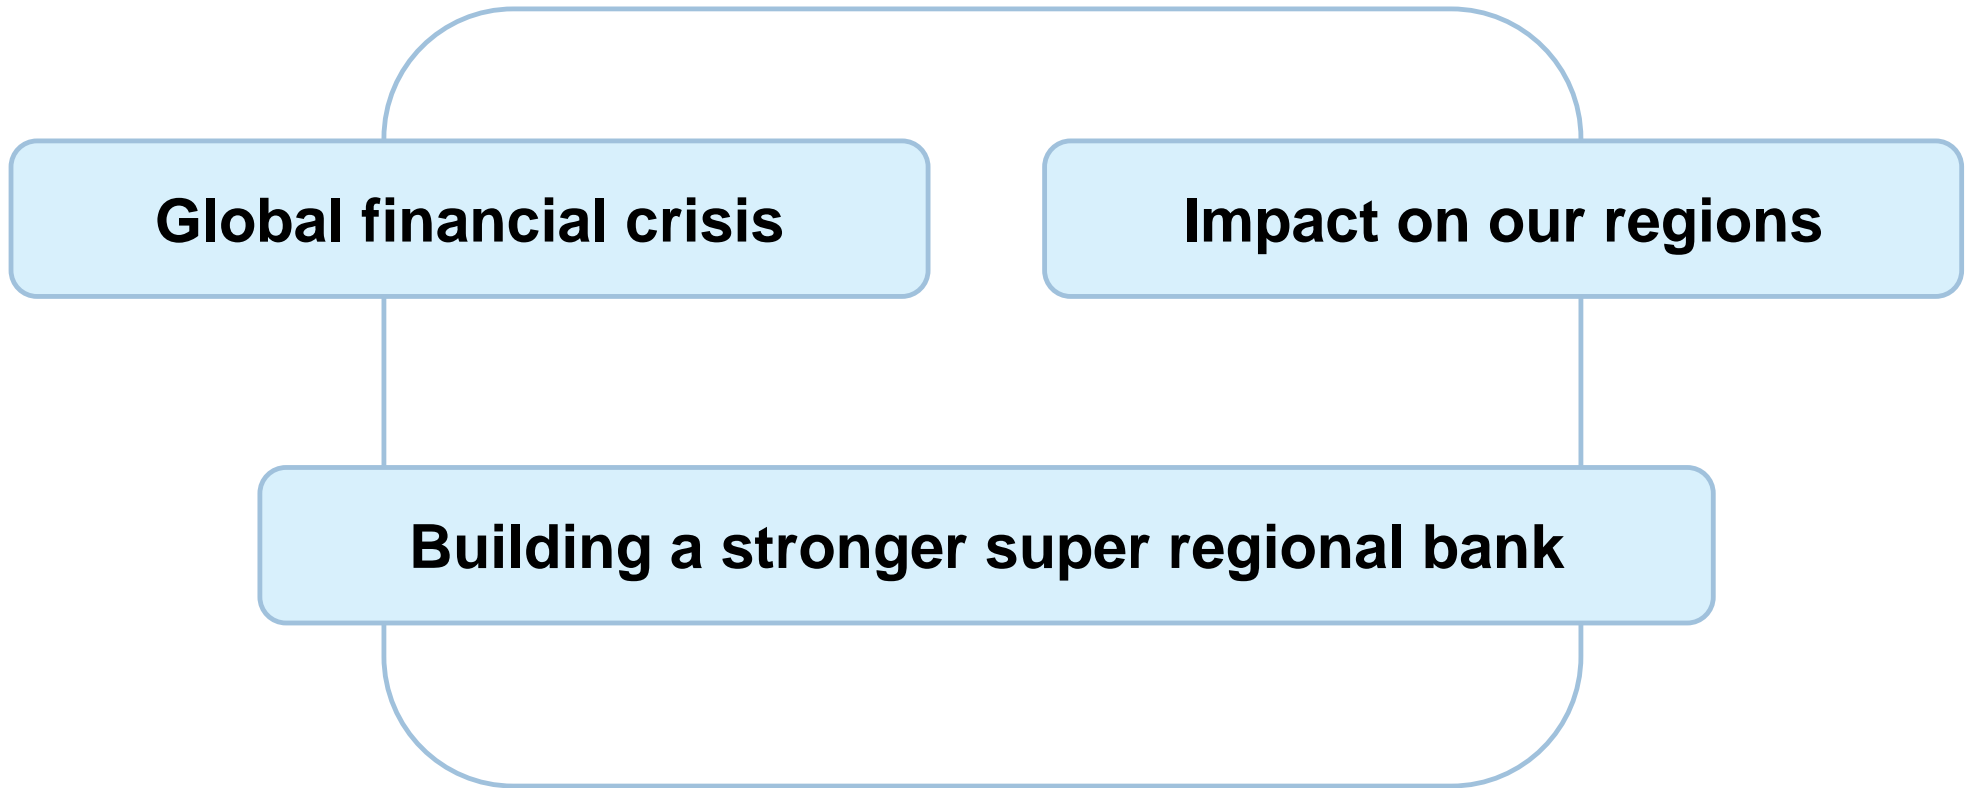 Global financial crisis
Impact on our regions
Building a stronger super regional bank